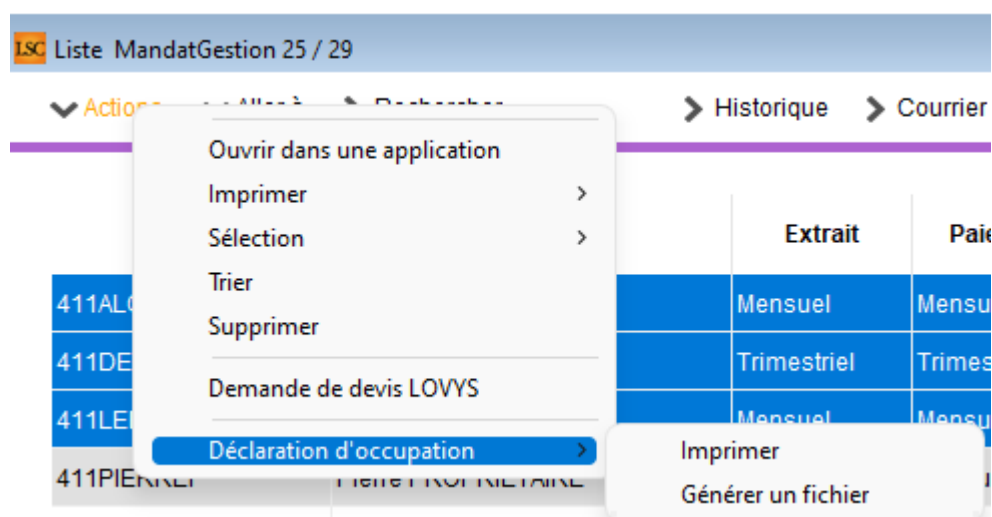 LSC Liste MandatGestion 25 / 29
Actions Historique Courrier
Ouvrir dans une application
Imprimer
Sélection
Extrait
Trier
Supprimer
Mensuel
Trimestriel
Demande de devis LOVYS
Mensuel
Déclaration d'occupation
Imprimer
Générer un fichier